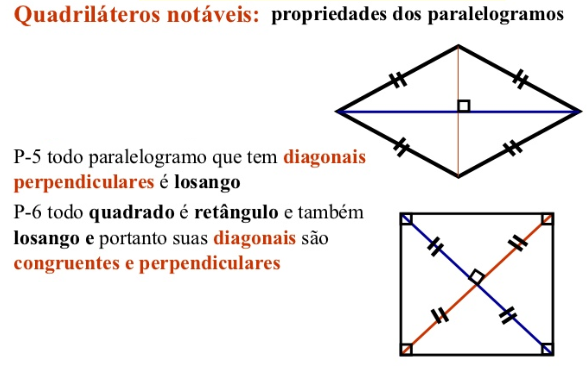 Quadriláteros notáveis: propriedades dos paralelogramos
P-5 todo paralelogramo que tem diagonais
perpendiculares é losango
P-6 todo quadrado é retângulo e também
losango e portanto suas diagonais são
congruentes e perpendiculares